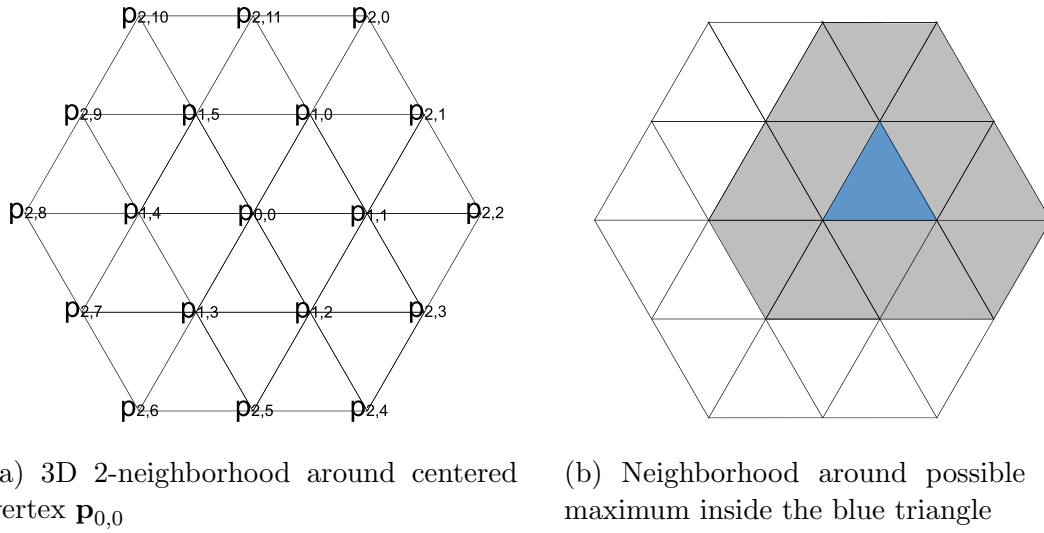 p2,10 p2,11 p2,0
p2,9 p1,5 p1,0 p2,1
p2,8 p1,4 p0,0 p1,1 p2,2
p2,7 p1,3 p1,2 p2,3
p2,6 p2,5 p2,4
a) 3D 2-neighborhood around centered
vertex p0,0
(b) Neighborhood around possible
maximum inside the blue triangle